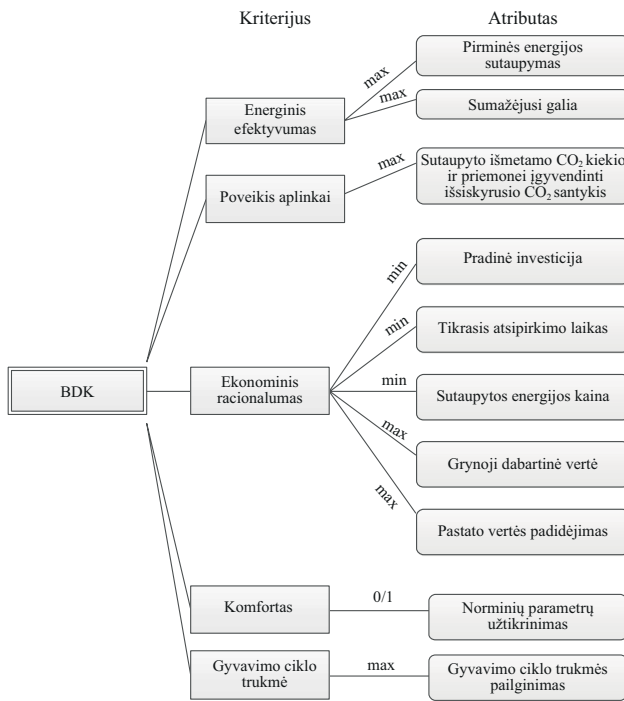 Kriterijus
Atributas
Energinis
efektyvumas
max
Pirminės energijos
sutaupymas
max
Sumažėjusi galia
Poveikis aplinkai
max
Sutaupyto išmetamo CO₂ kiekio
ir priemonei įgyvendinti
išsiskyrusio CO₂ santykis
BDK
Ekonominis
racionalumas
min
Pradinė investicija
min
Tikrasis atsipirkimo laikas
min
Sutaupytos energijos kaina
max
Grynoji dabartinė vertė
max
Pastato vertės padidėjimas
Komfortas
0/1
Norminių parametrų
užtikrinimas
Gyvavimo ciklo
trukmė
max
Gyvavimo ciklo trukmės
pailginimas